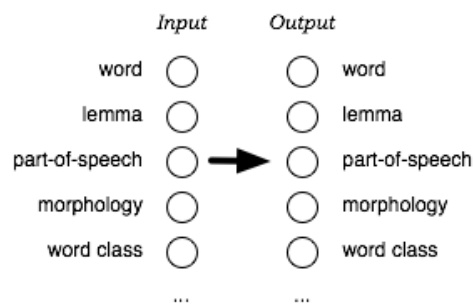 Input Output
word word
lemma lemma
part-of-speech part-of-speech
morphology morphology
word class word class
... ...